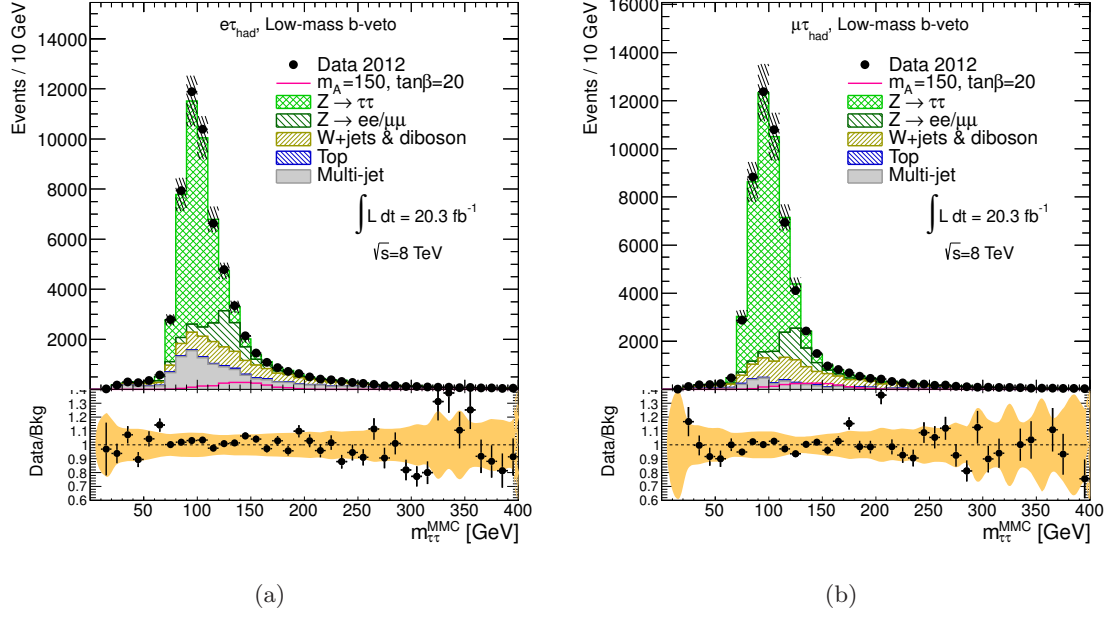 Events / 10 GeV
14000
12000
10000
8000
6000
4000
2000
eτhad, Low-mass b-veto
Data 2012
mA=150, tanβ=20
Z → ττ
Z → ee/μμ
W+jets & diboson
Top
Multi-jet
∫ L dt = 20.3 fb⁻¹
√s=8 TeV
Data/Bkg
1.4
1.3
1.2
1.1
1
0.9
0.8
0.7
0.6
50 100 150 200 250 300 350 400
mττMMC [GeV]
(a)
Events / 10 GeV
16000
14000
12000
10000
8000
6000
4000
2000
μτhad, Low-mass b-veto
Data 2012
mA=150, tanβ=20
Z → ττ
Z → ee/μμ
W+jets & diboson
Top
Multi-jet
∫ L dt = 20.3 fb⁻¹
√s=8 TeV
Data/Bkg
1.4
1.3
1.2
1.1
1
0.9
0.8
0.7
0.6
50 100 150 200 250 300 350 400
mττMMC [GeV]
(b)